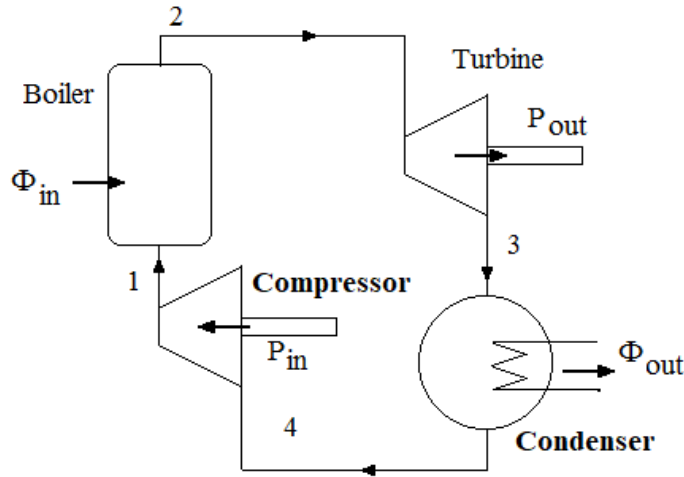 2
Turbine
Boiler
P out
Φ in
3
1
Compressor
P in
Φ out
4
Condenser